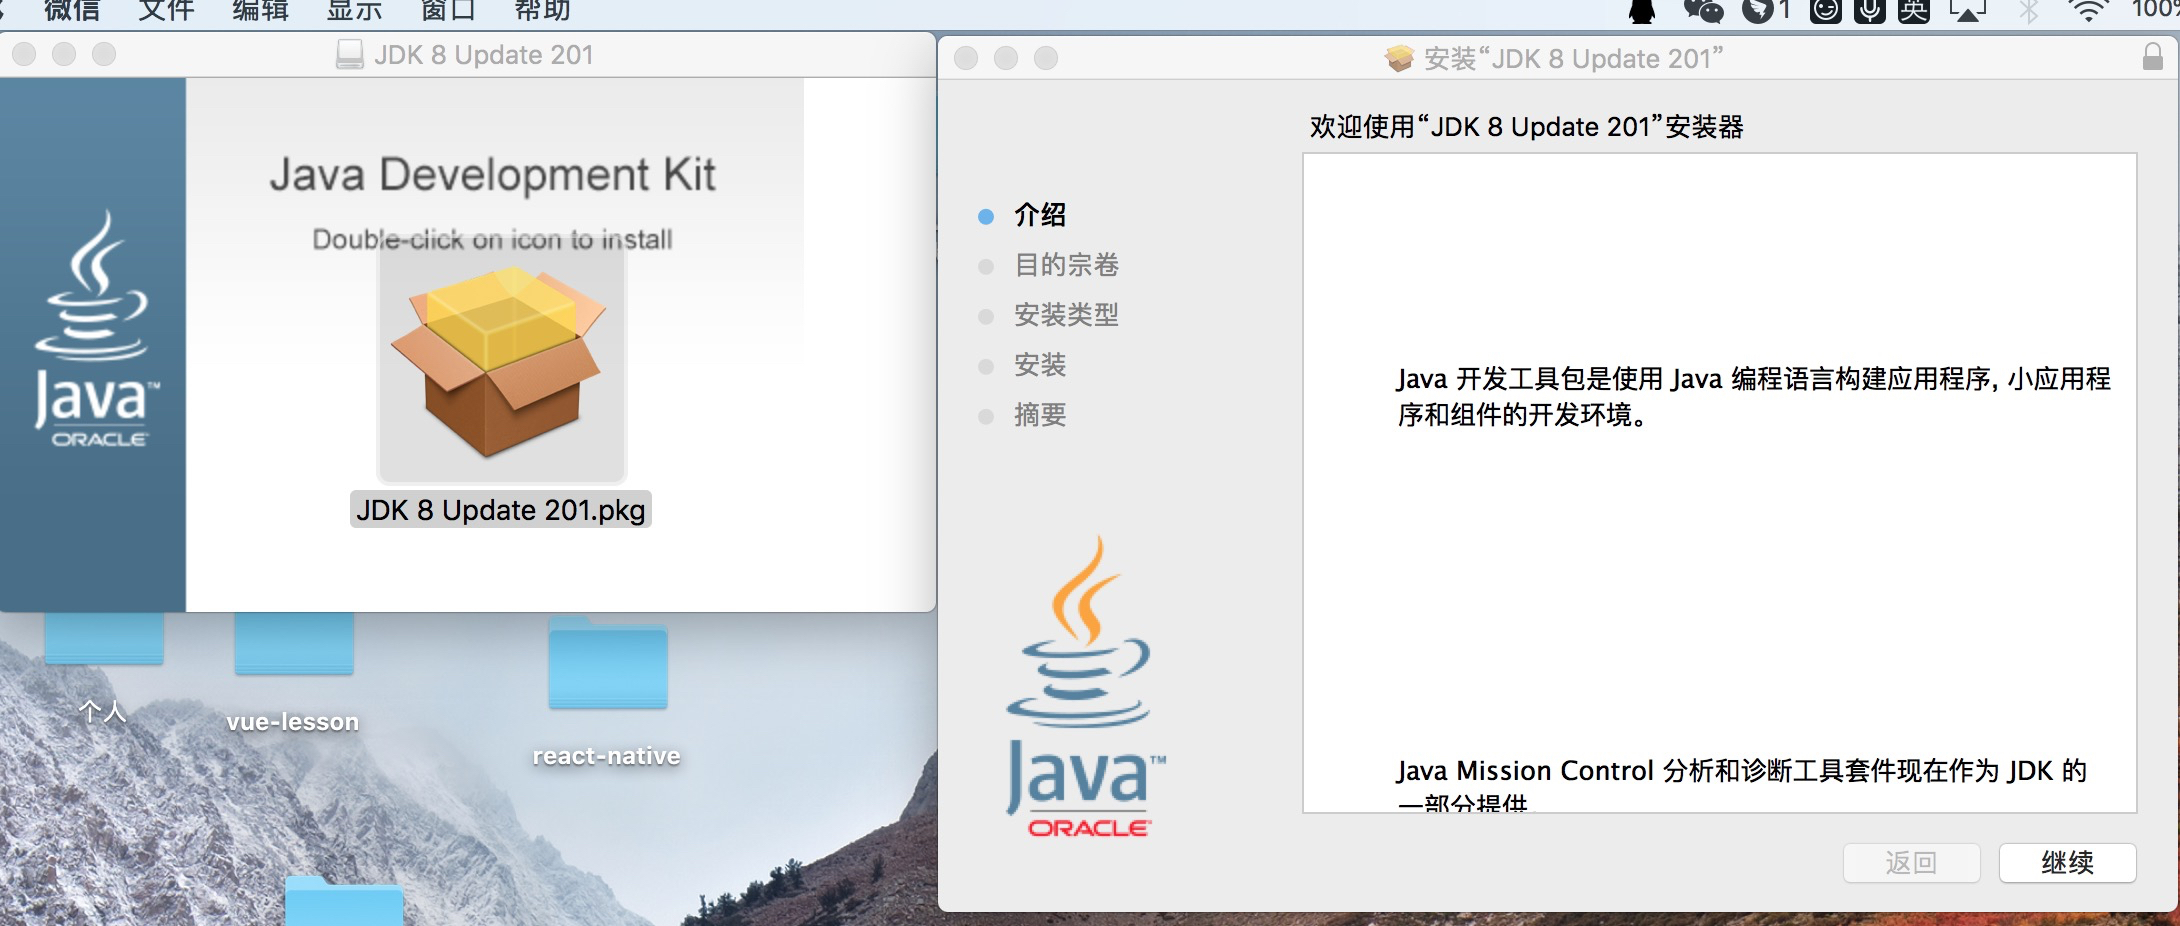 微信 文件 编辑 显示 窗口 帮助
1 英 100%
JDK 8 Update 201
Java Development Kit
Double-click on icon to install
Java™
ORACLE
JDK 8 Update 201.pkg
个人
vue-lesson
react-native
安装“JDK 8 Update 201”
欢迎使用“JDK 8 Update 201”安装器
介绍
目的宗卷
安装类型
安装
摘要
Java™
ORACLE
Java 开发工具包是使用 Java 编程语言构建应用程序, 小应用程
序和组件的开发环境。
Java Mission Control 分析和诊断工具套件现在作为 JDK 的
一部分提供
返回
继续